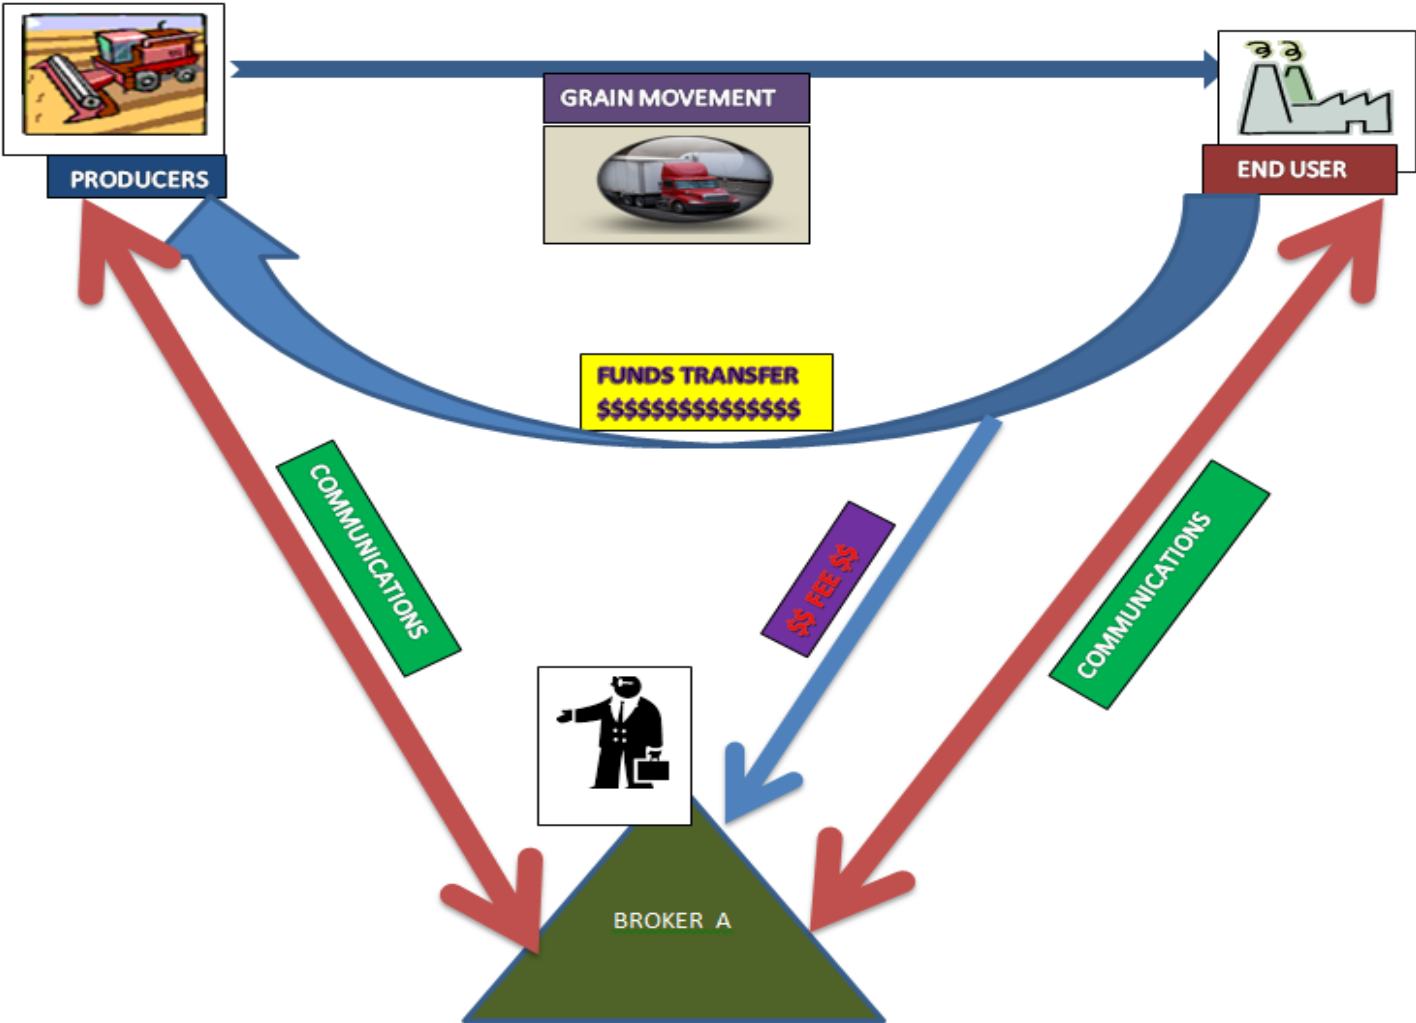 GRAIN MOVEMENT
PRODUCERS
END USER
FUNDS TRANSFER
$$$$$$$$$$$$$$$
COMMUNICATIONS
$$ FEE $$
COMMUNICATIONS
BROKER A